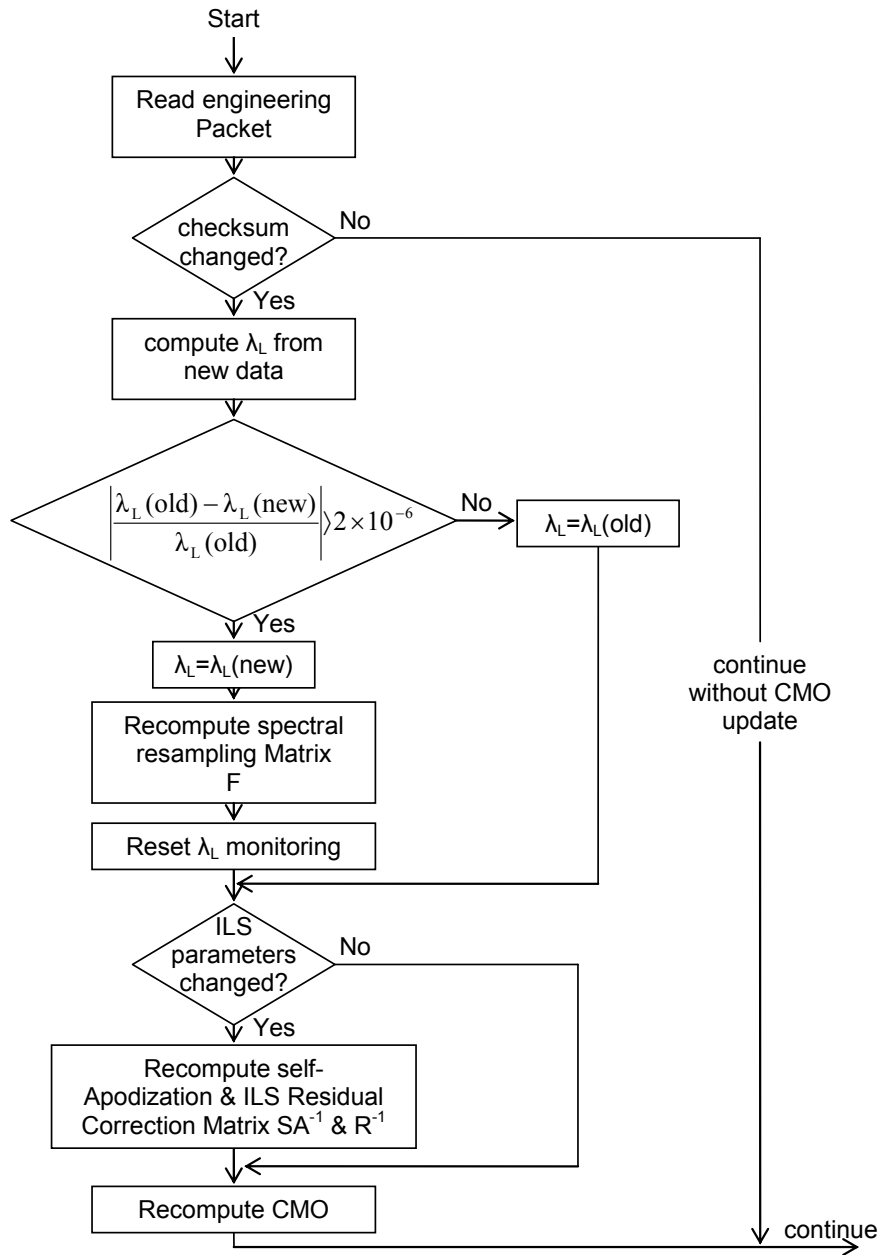 Start
Read engineering
Packet
checksum
changed?
No
Yes
compute λL from
new data
|λL(old) − λL(new) / λL(old)|⟩2×10⁻⁶
No
λL=λL(old)
Yes
λL=λL(new)
continue
without CMO
update
Recompute spectral
resampling Matrix
F
Reset λL monitoring
ILS
parameters
changed?
No
Yes
Recompute self-
Apodization & ILS Residual
Correction Matrix SA⁻¹ & R⁻¹
Recompute CMO
continue